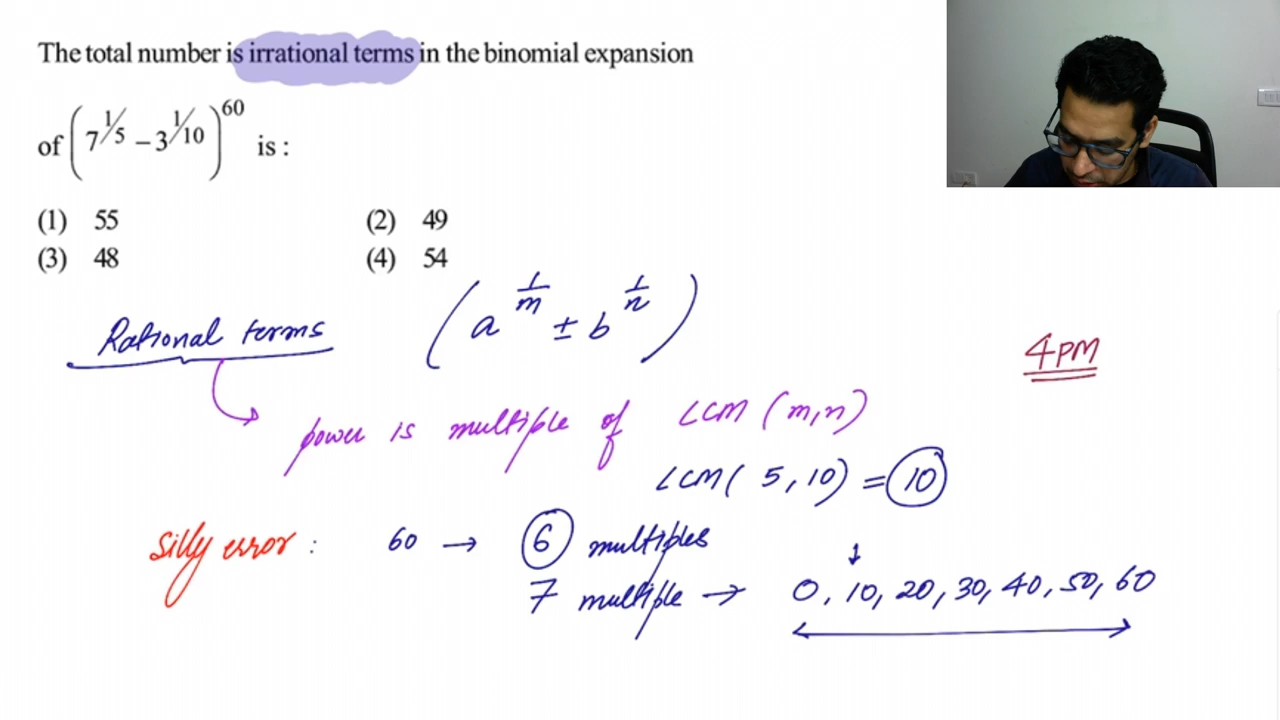 The total number is irrational terms in the binomial expansion
of (7^{1/5} – 3^{1/10})^{60} is :
(1) 55 (2) 49
(3) 48 (4) 54
Rational terms (a^{1/m} ± b^{1/n})
4PM
power is multiple of LCM (m,n)
LCM( 5, 10) = 10
Silly error : 60 → 6 multiples
7 multiple → 0, 10, 20, 30, 40, 50, 60